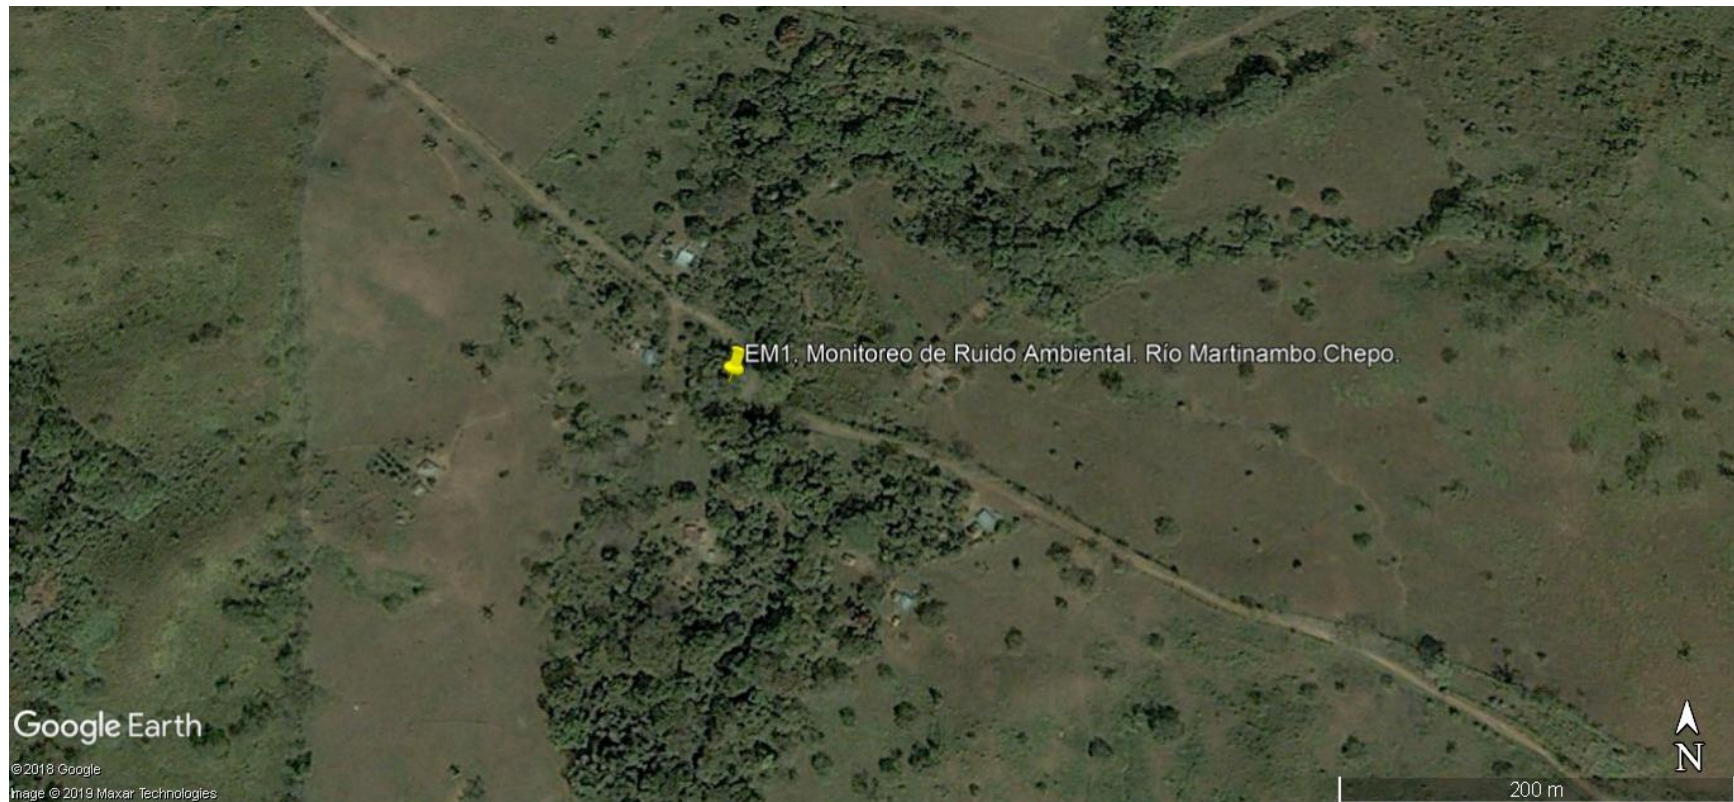 EM1, Monitoreo de Ruido Ambiental. Río Martinambo.Chepo.
Google Earth
N
©2018 Google
Image © 2019 Maxar Technologies
200 m